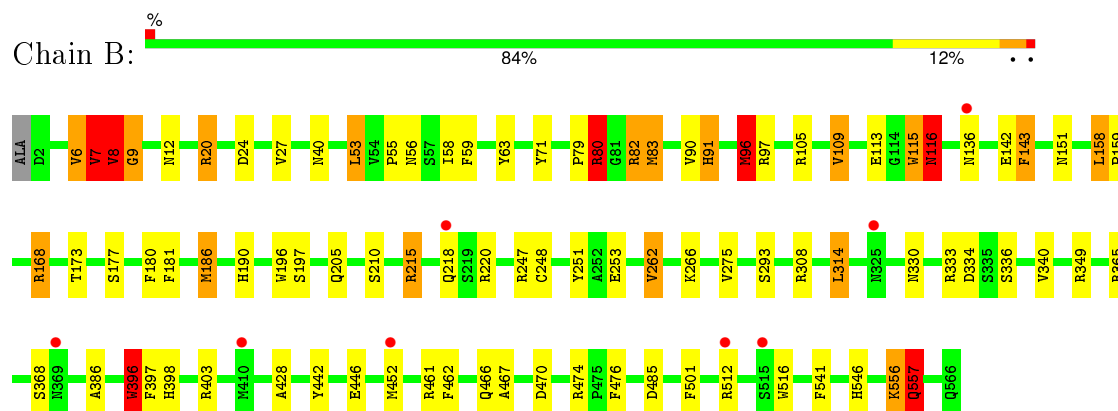 %
Chain B:
84% 12% • •
ALA D2 V6 V7 V8 G9 N12 R20 D24 V27 N40 L53 V54 P55 N56 S57 I58 F59 Y63 Y71 P79 R80 G81 R82 M83 V90 H91 M96 R97 R105 V109 E113 G114 W115 N116 N136 E142 F143 N151 L158
R168 T173 S177 F180 F181 M186 H190 W196 S197 Q205 S210 R215 Q218 S219 R220 R247 C248 Y251 A252 E253 V262 K266 V275 S293 R308 L314 N325 N330 R333 D334 S335 S336 V340 R349
S368 N369 A386 W396 F397 H398 R403 M410 A428 Y442 E446 M452 R461 F462 Q466 A467 D470 R474 P475 F476 D485 F501 R512 S515 W516 F541 H546 K556 Q557 Q566